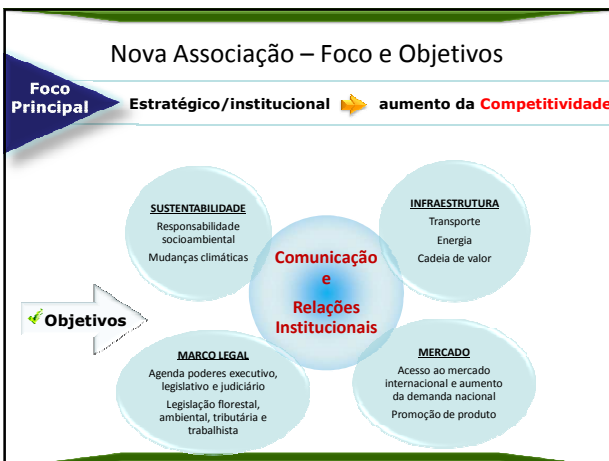 Nova Associação – Foco e Objetivos
Foco
Principal
Estratégico/institucional
aumento da Competitividade
SUSTENTABILIDADE
Responsabilidade
socioambiental
Mudanças climáticas
INFRAESTRUTURA
Transporte
Energia
Cadeia de valor
Comunicação
e
Relações
Institucionais
Objetivos
MARCO LEGAL
Agenda poderes executivo,
legislativo e judiciário
Legislação florestal,
ambiental, tributária e
trabalhista
MERCADO
Acesso ao mercado
internacional e aumento
da demanda nacional
Promoção de produto